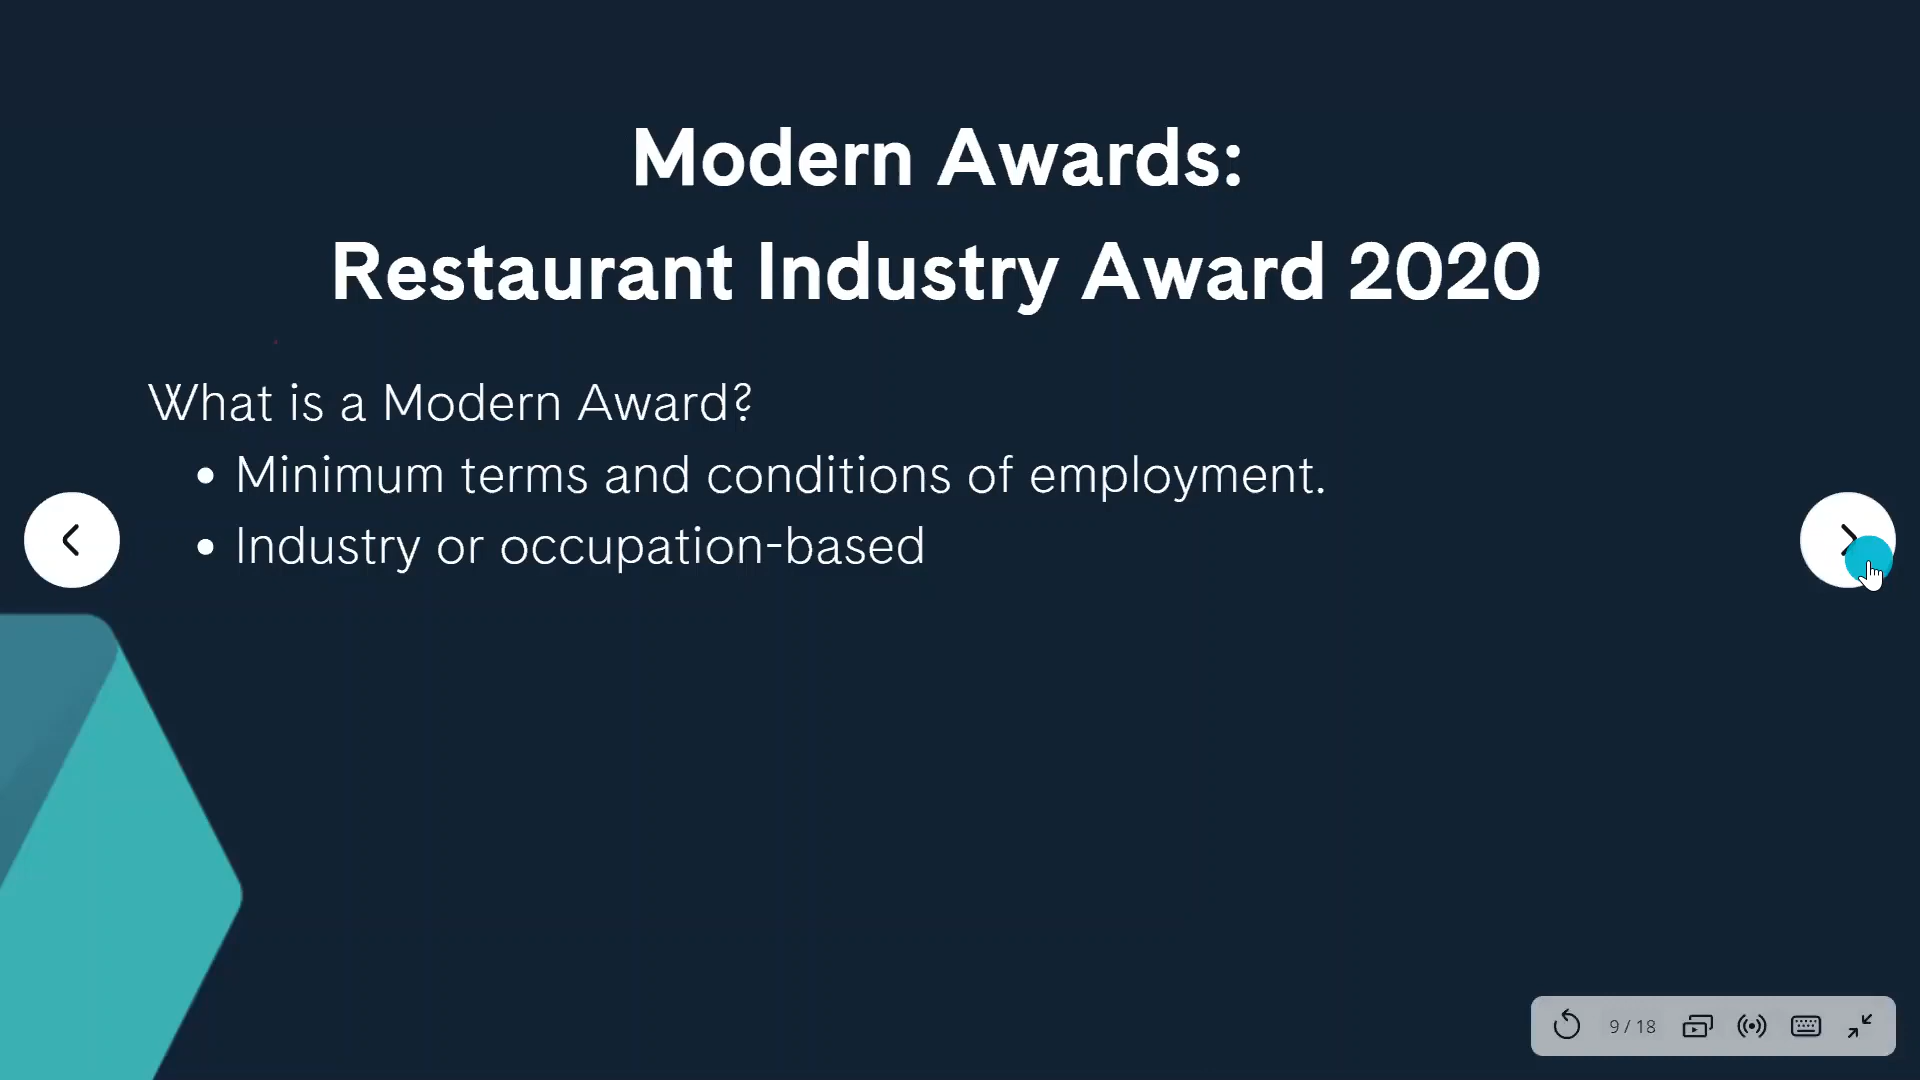 Modern Awards:
Restaurant Industry Award 2020
What is a Modern Award?
• Minimum terms and conditions of employment.
• Industry or occupation-based
9 / 18